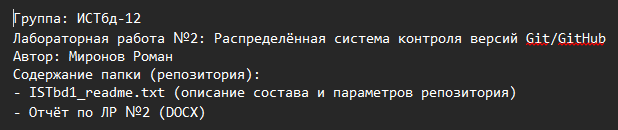 Группа: ИСТбд-12
Лабораторная работа №2: Распределённая система контроля версий Git/GitHub
Автор: Миронов Роман
Содержание папки (репозитория):
- ISTbd1_readme.txt (описание состава и параметров репозитория)
- Отчёт по ЛР №2 (DOCX)